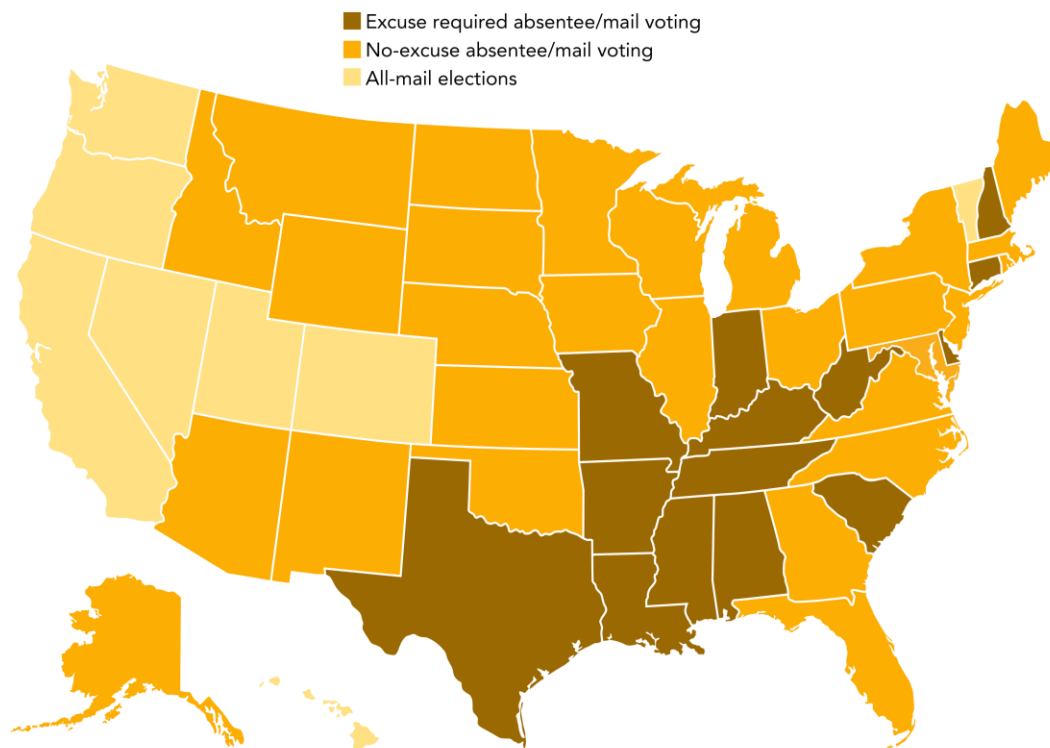 Excuse required absentee/mail voting
No-excuse absentee/mail voting
All-mail elections